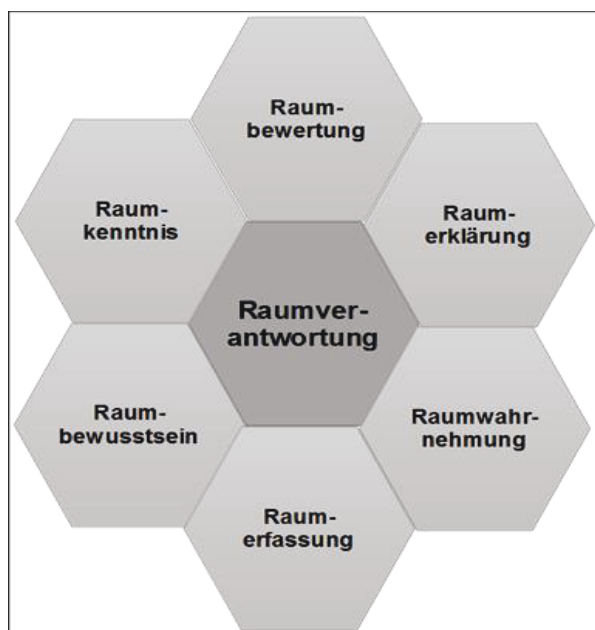 Raum-
bewertung
Raum-
kenntnis
Raum-
erklärung
Raumver-
antwortung
Raum-
bewusstsein
Raumwahr-
nehmung
Raum-
erfassung